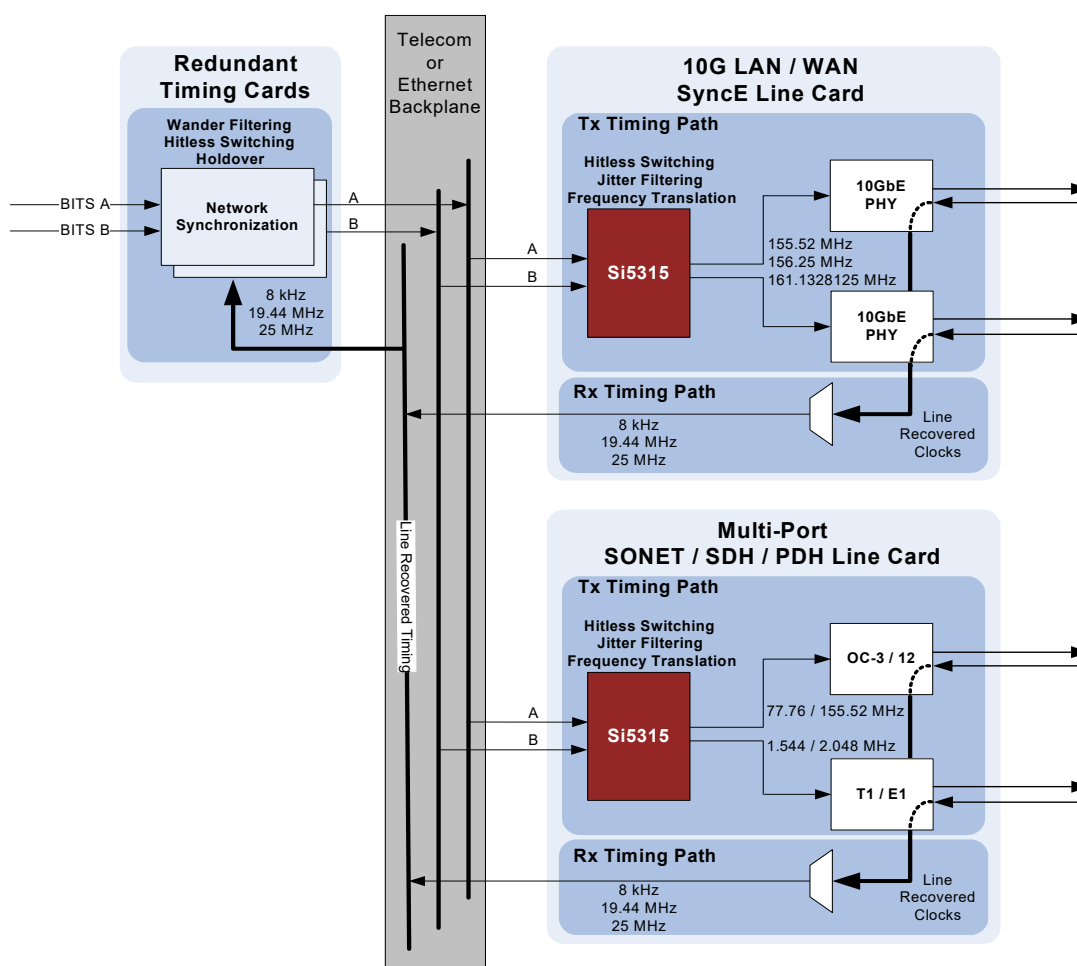 Redundant
Timing Cards
Wander Filtering
Hitless Switching
Holdover
BITS A
BITS B
Network
Synchronization
A
B
8 kHz
19.44 MHz
25 MHz
Telecom
or
Ethernet
Backplane
Line Recovered Timing
10G LAN / WAN
SyncE Line Card
Tx Timing Path
Hitless Switching
Jitter Filtering
Frequency Translation
A
B
Si5315
155.52 MHz
156.25 MHz
161.1328125 MHz
10GbE
PHY
10GbE
PHY
Rx Timing Path
8 kHz
19.44 MHz
25 MHz
Line
Recovered
Clocks
Multi-Port
SONET / SDH / PDH Line Card
Tx Timing Path
Hitless Switching
Jitter Filtering
Frequency Translation
A
B
Si5315
77.76 / 155.52 MHz
1.544 / 2.048 MHz
OC-3 / 12
T1 / E1
Rx Timing Path
8 kHz
19.44 MHz
25 MHz
Line
Recovered
Clocks